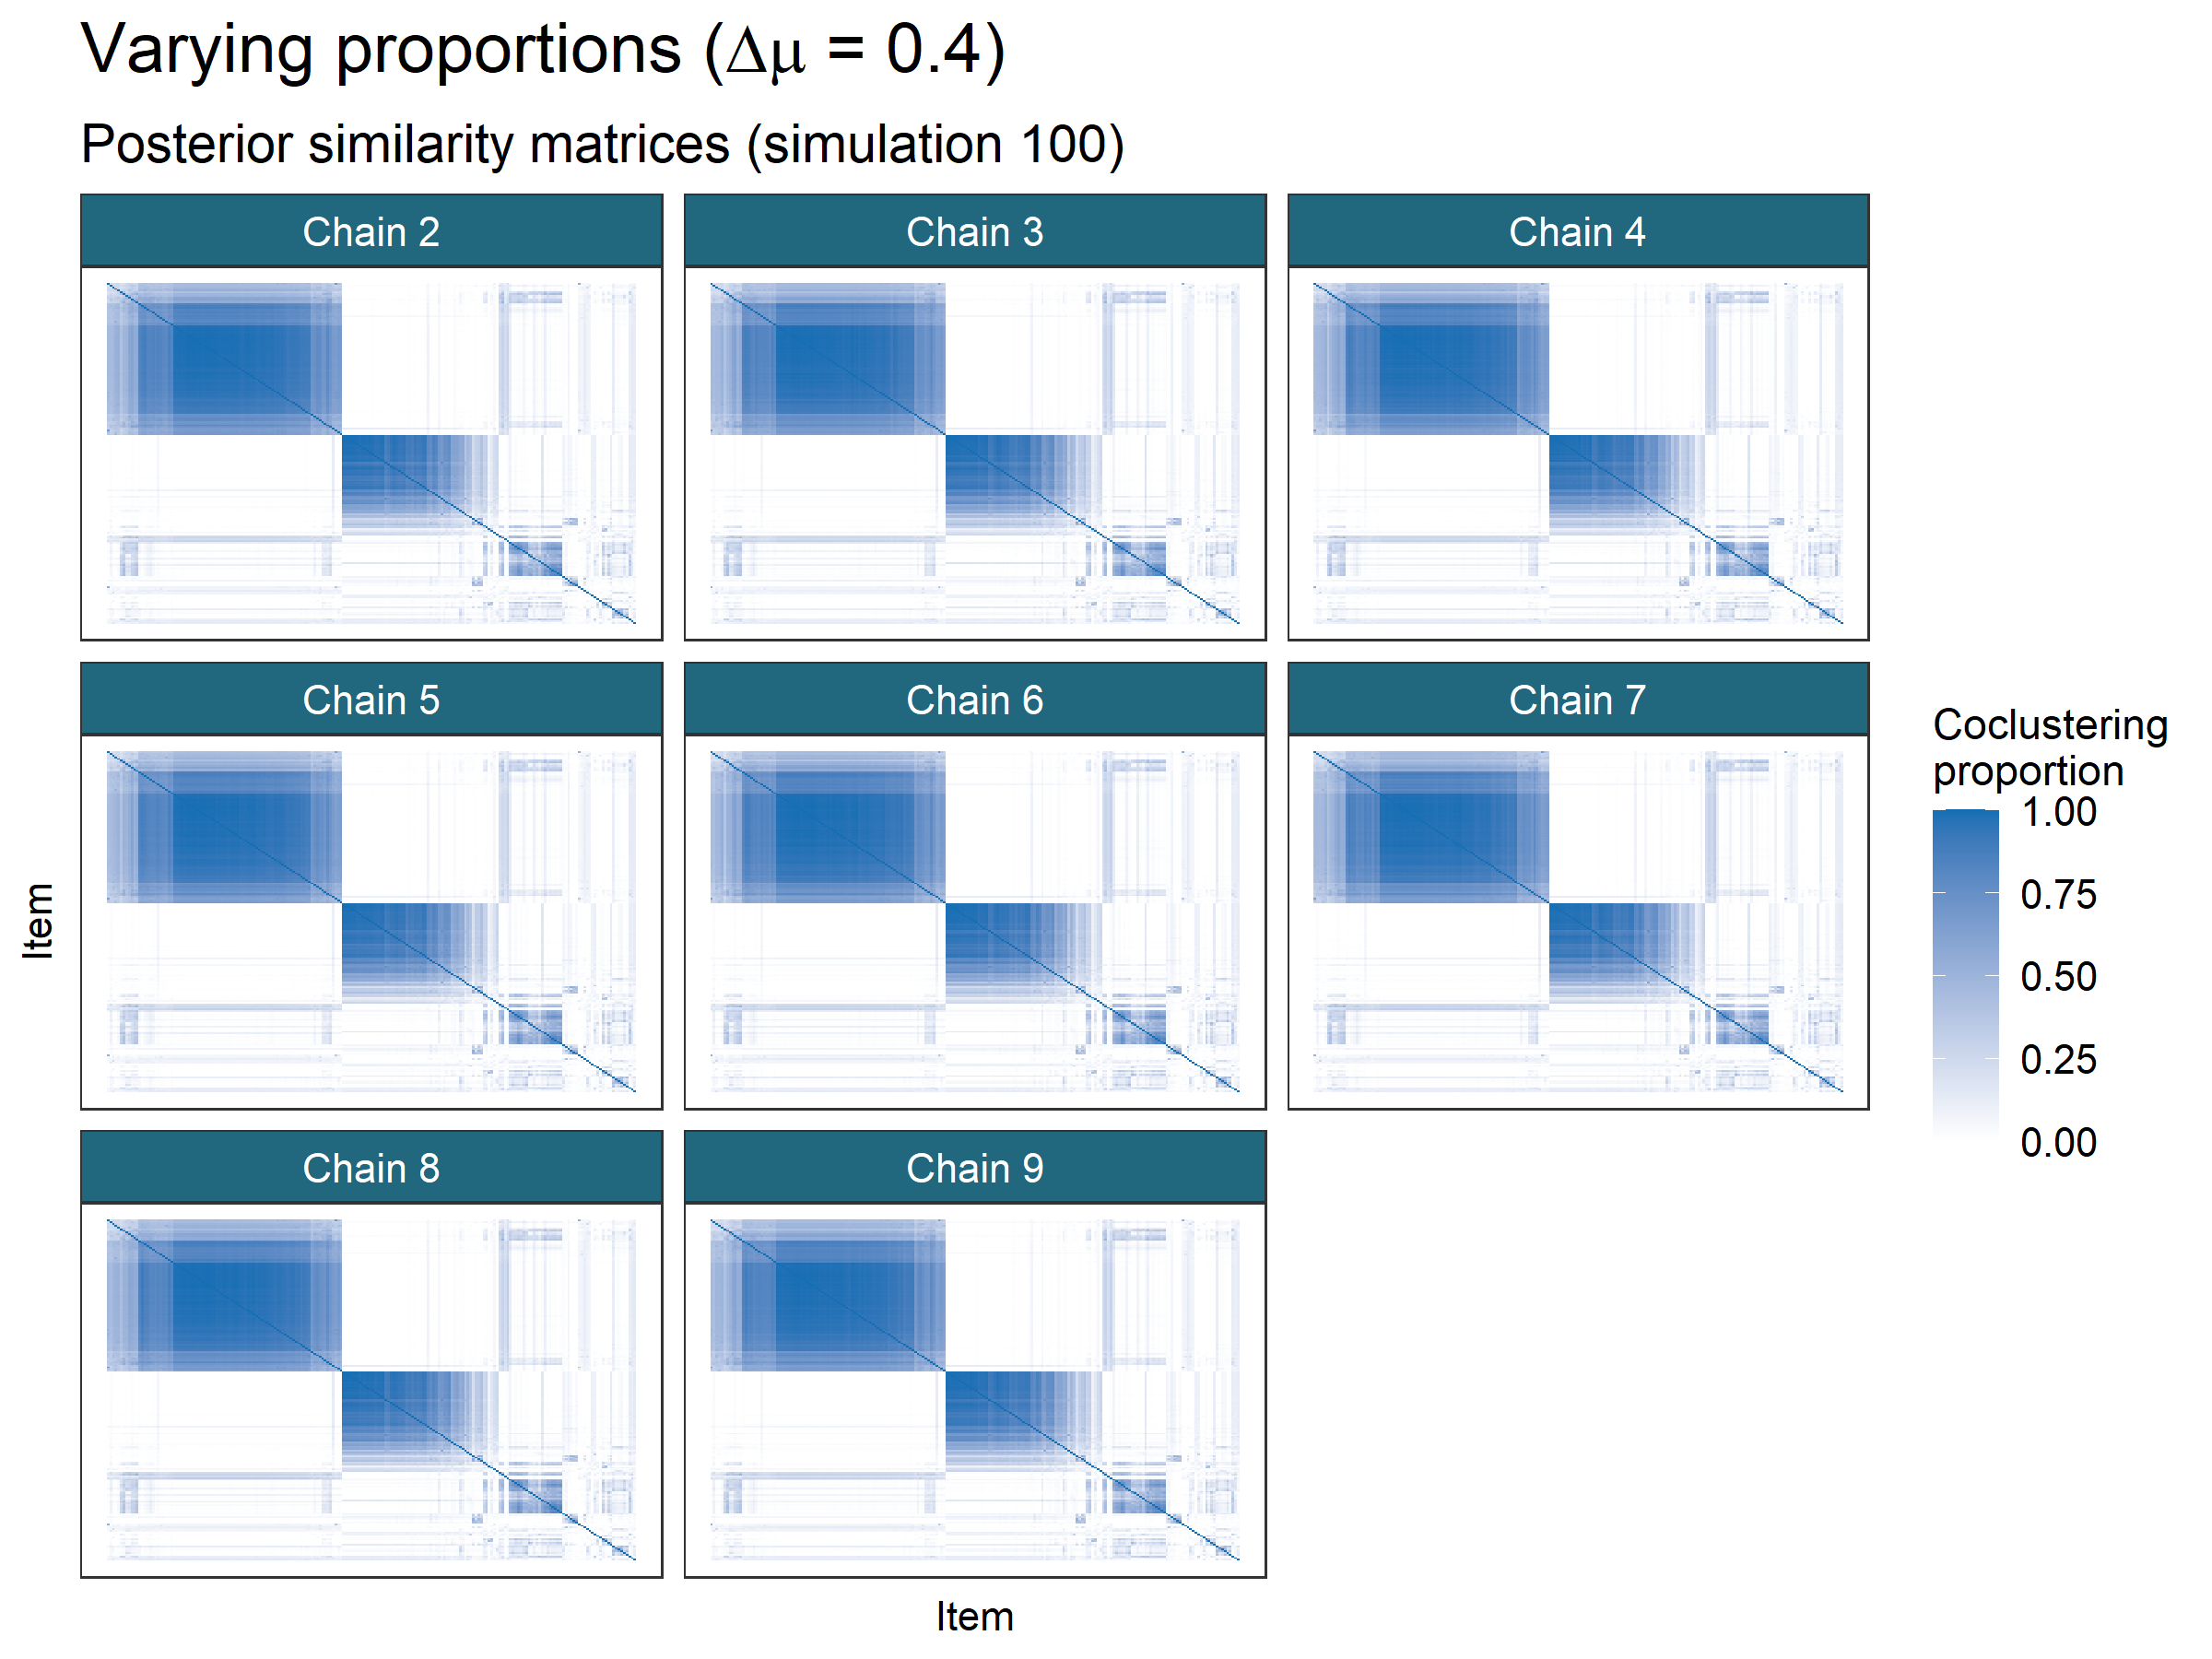 Varying proportions (Δμ = 0.4)
Posterior similarity matrices (simulation 100)
Chain 2
Chain 3
Chain 4
Chain 5
Chain 6
Chain 7
Chain 8
Chain 9
Item
Item
Coclustering
proportion
1.00
0.75
0.50
0.25
0.00